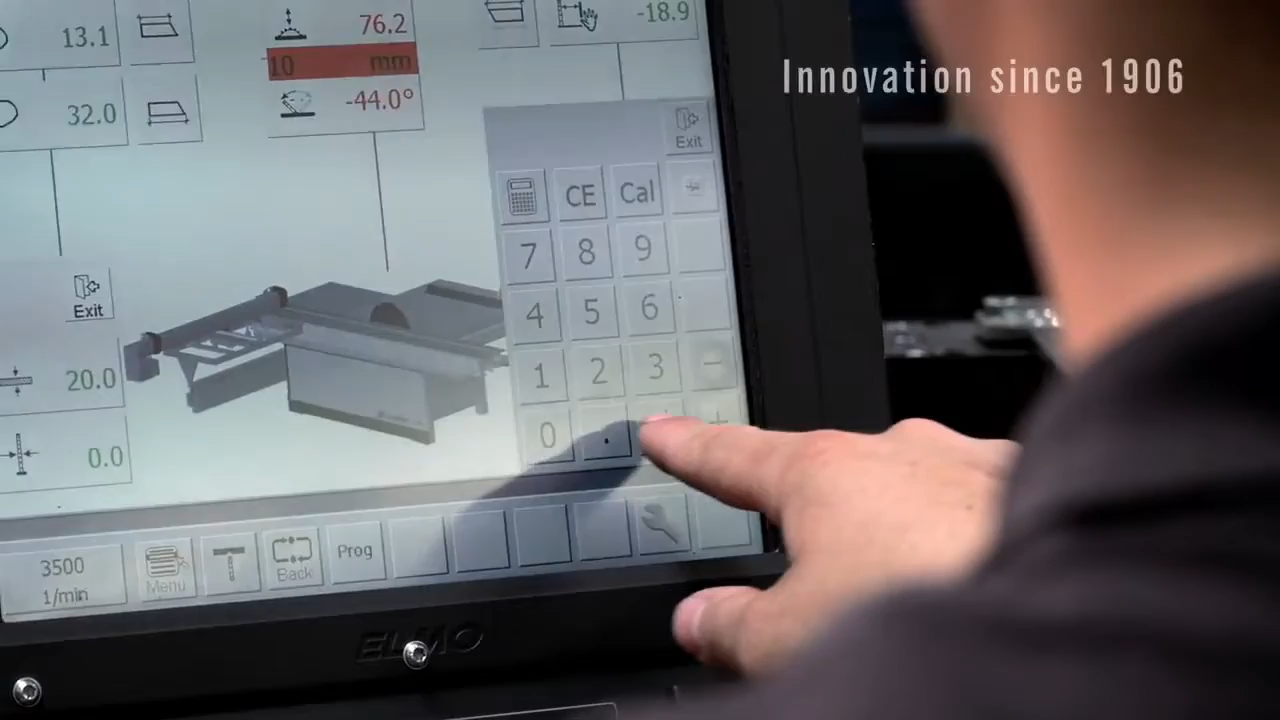 Innovation since 1906
13.1
76.2
-18.9
10 mm
32.0
-44.0°
Exit
CE
Cal
7
8
9
Exit
4
5
6
20.0
1
2
3
-
0
.
+
0.0
3500
1/min
Menu
Back
Prog
ELMO